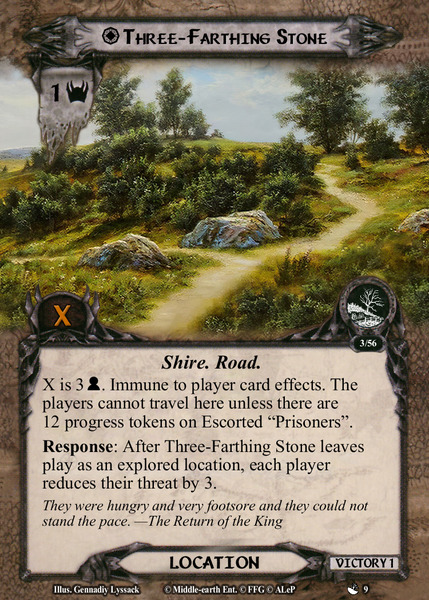 Three-Farthing Stone
1
X
3/56
Shire. Road.
X is 3. Immune to player card effects. The
players cannot travel here unless there are
12 progress tokens on Escorted “Prisoners”.
Response: After Three-Farthing Stone leaves
play as an explored location, each player
reduces their threat by 3.
They were hungry and very footsore and they could not
stand the pace. —The Return of the King
LOCATION
VICTORY 1
Illus. Gennadiy Lyssack
© Middle-earth Ent. © FFG © ALeP
9